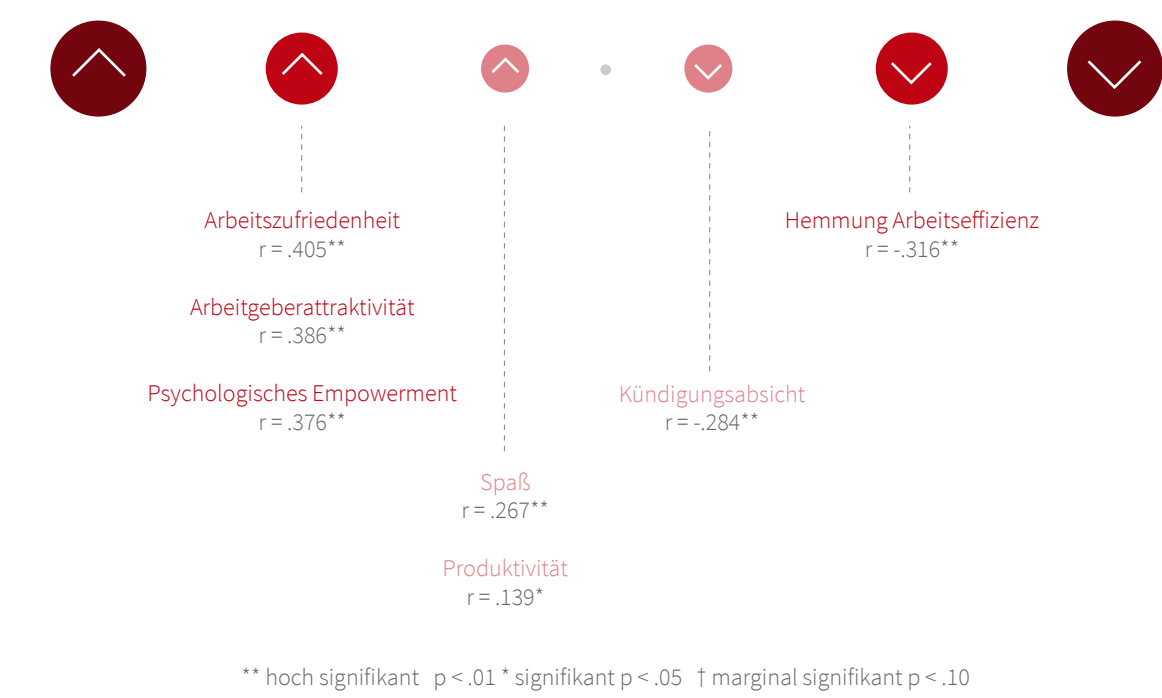 Arbeitszufriedenheit
r = .405**
Arbeitgeberattraktivität
r = .386**
Psychologisches Empowerment
r = .376**
Spaß
r = .267**
Produktivität
r = .139*
Kündigungsabsicht
r = -.284**
Hemmung Arbeitseffizienz
r = -.316**
** hoch signifikant p < .01 * signifikant p < .05 † marginal signifikant p < .10